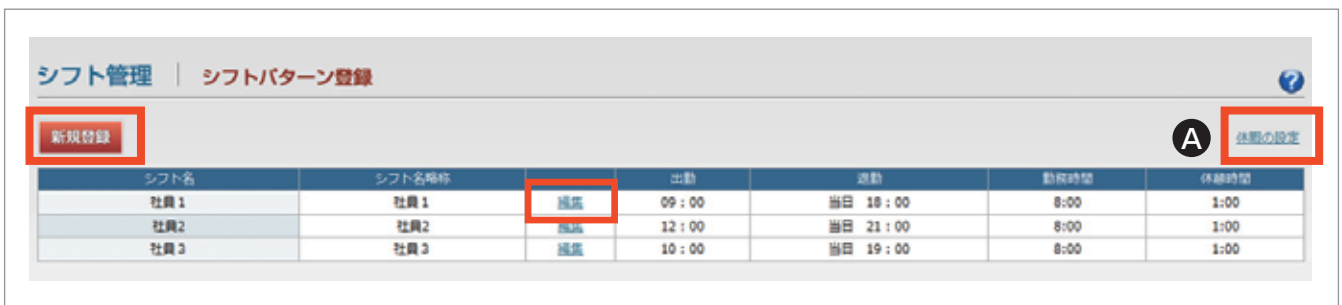 シフト管理 | シフトパターン登録 ?
新規登録 A 休暇の設定
シフト名 シフト名略称 出勤 退勤 勤務時間 休憩時間
社員1 社員1 編集 09:00 当日 18:00 8:00 1:00
社員2 社員2 編集 12:00 当日 21:00 8:00 1:00
社員3 社員3 編集 10:00 当日 19:00 8:00 1:00